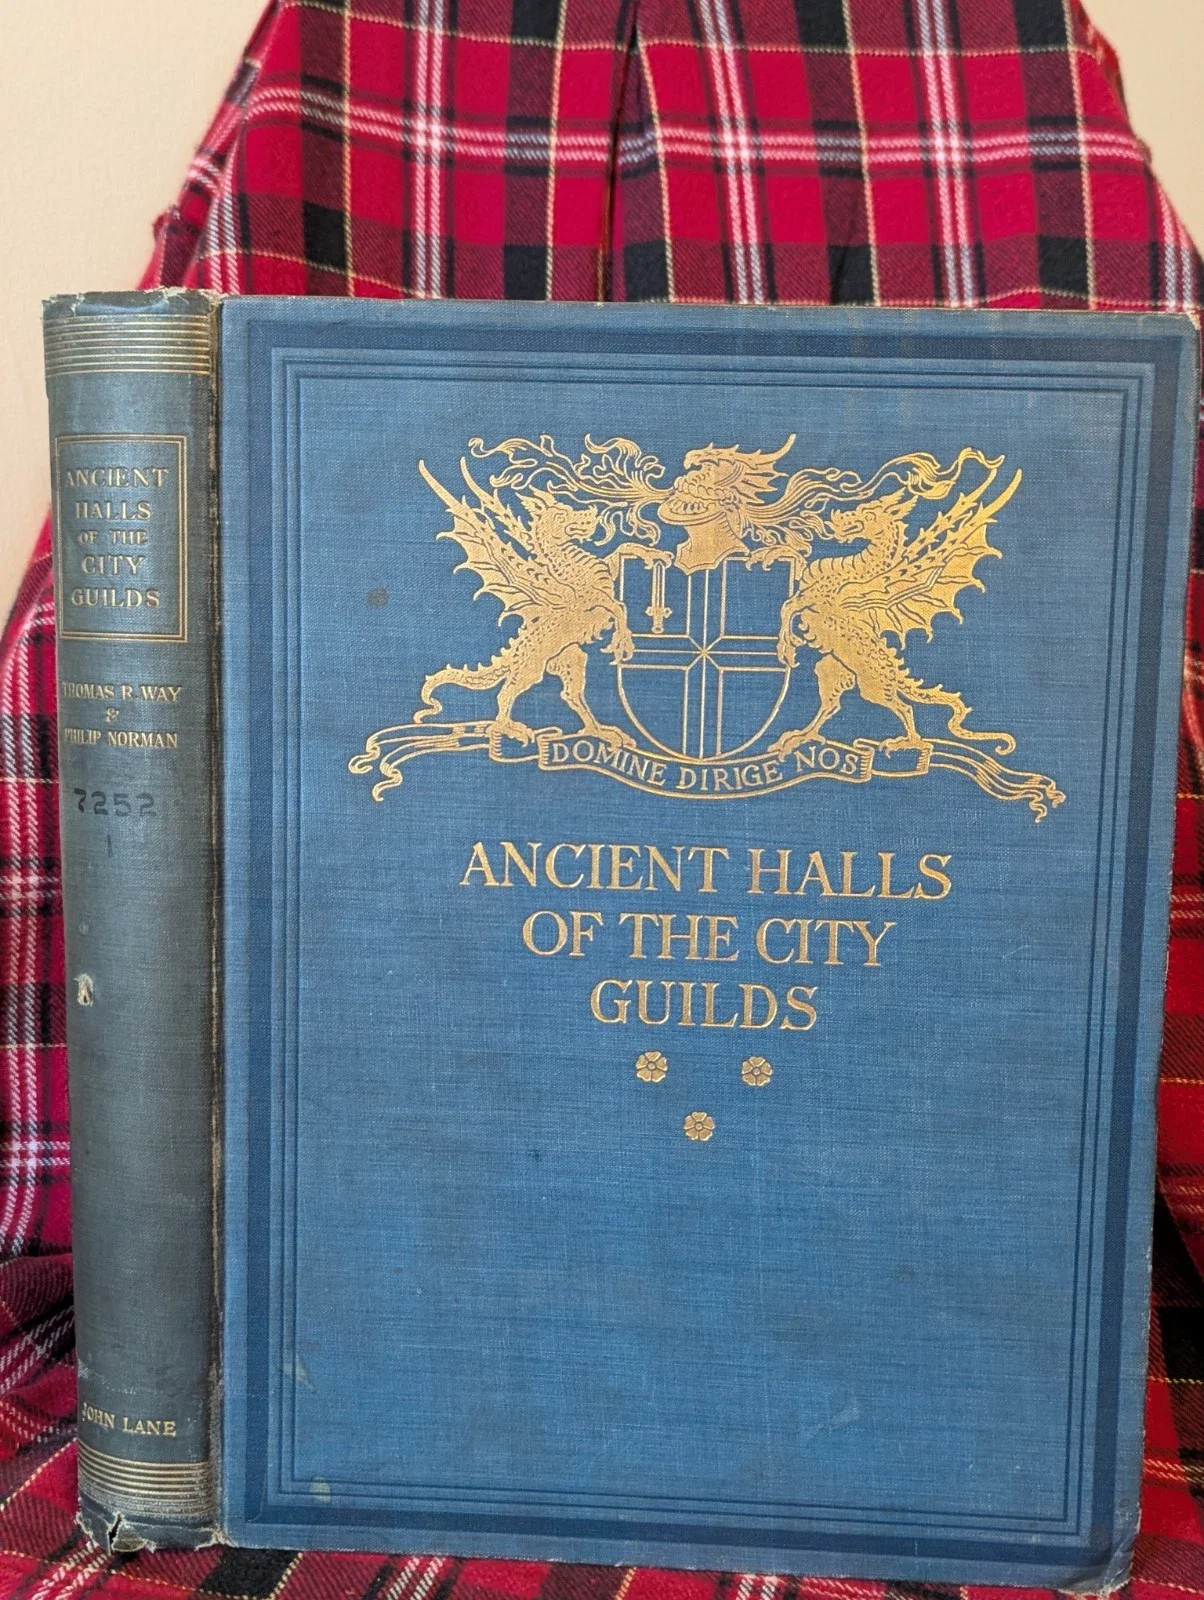 ANCIENT
HALLS
OF THE
CITY
GUILDS
THOMAS R. WAY
&
PHILIP NORMAN
7252
1
JOHN LANE
DOMINE DIRIGE NOS
ANCIENT HALLS
OF THE CITY
GUILDS